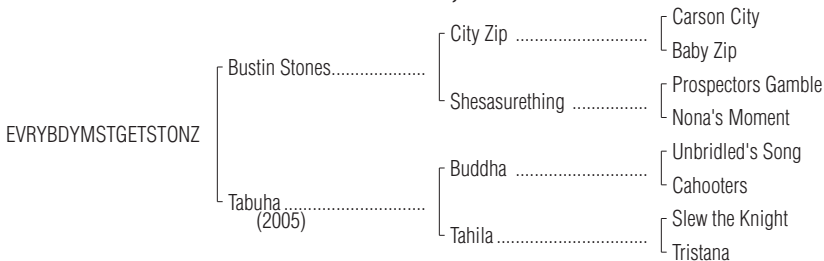 Carson City
City Zip
Baby Zip
Bustin Stones
Prospectors Gamble
Shesasurething
Nona's Moment
EVRYBDYMSTGETSTONZ
Unbridled's Song
Buddha
Cahooters
Tabuha
(2005)
Slew the Knight
Tahila
Tristana